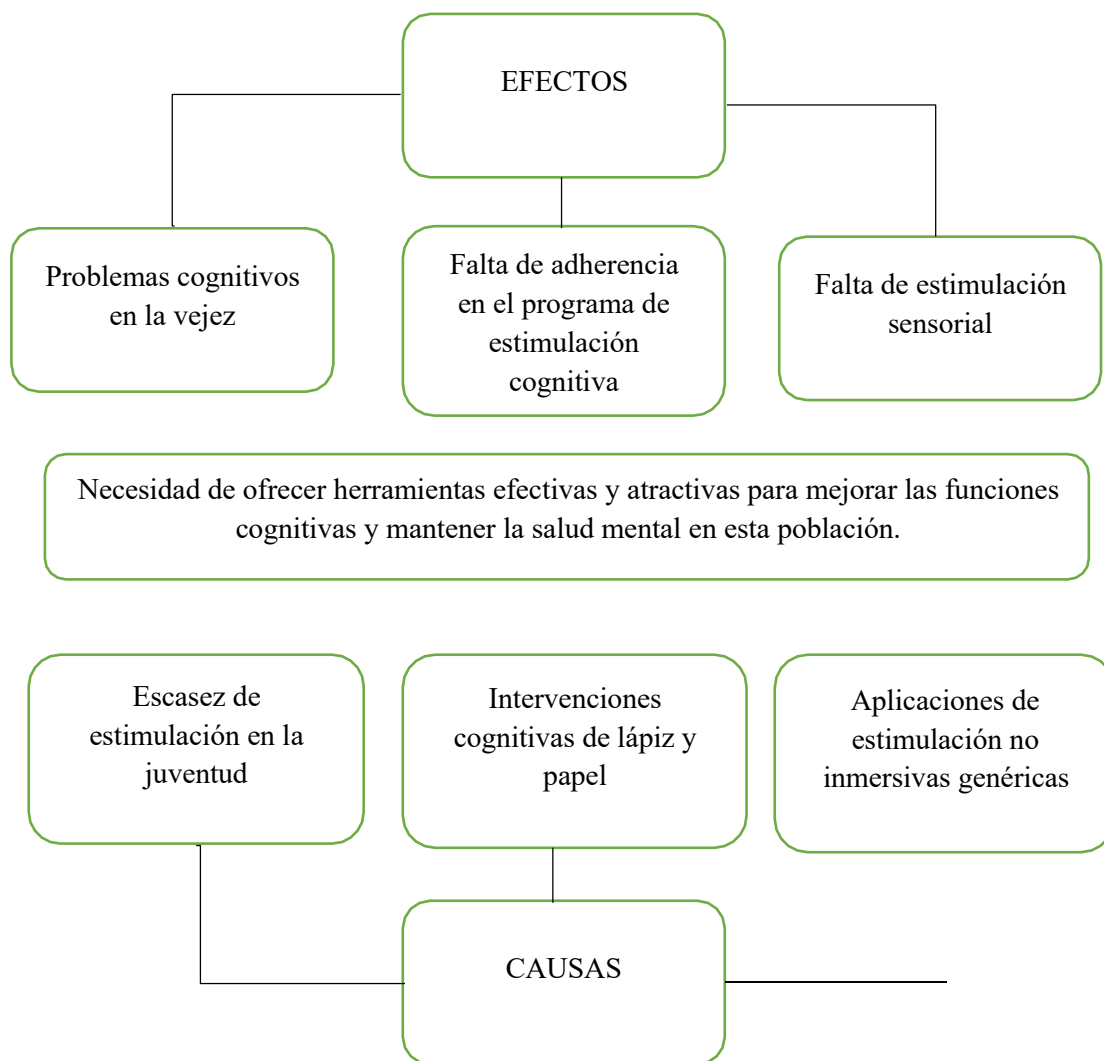 EFECTOS
Problemas cognitivos
en la vejez
Falta de adherencia
en el programa de
estimulación
cognitiva
Falta de estimulación
sensorial
Necesidad de ofrecer herramientas efectivas y atractivas para mejorar las funciones
cognitivas y mantener la salud mental en esta población.
Escasez de
estimulación en la
juventud
Intervenciones
cognitivas de lápiz y
papel
Aplicaciones de
estimulación no
inmersivas genéricas
CAUSAS